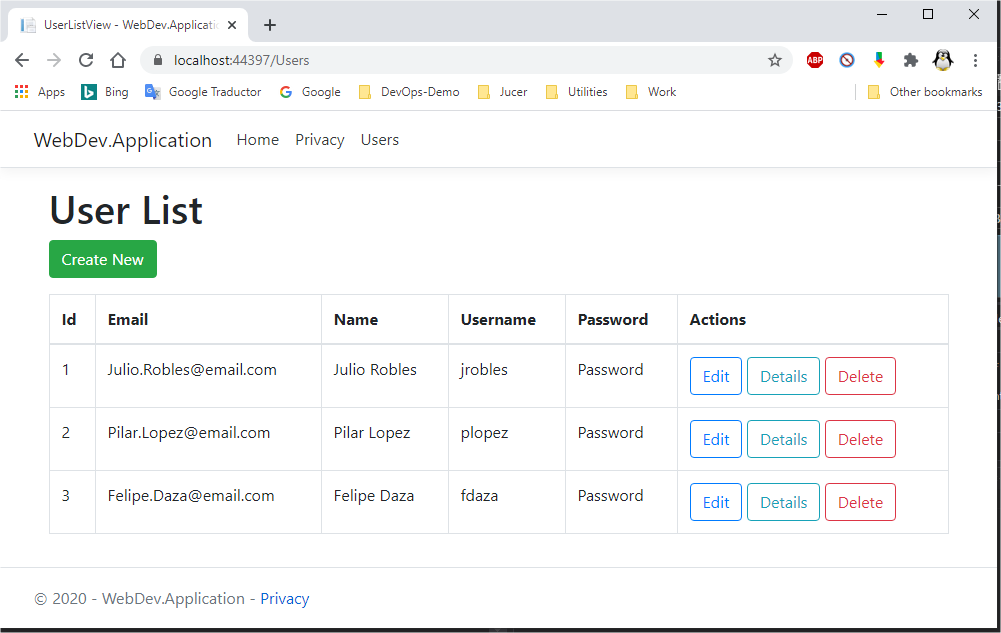 UserListView - WebDev.Applicatio
localhost:44397/Users
ABP
Apps Bing Google Traductor Google DevOps-Demo Jucer Utilities Work Other bookmarks
WebDev.Application Home Privacy Users
User List
Create New
Id Email Name Username Password Actions
1 Julio.Robles@email.com Julio Robles jrobles Password Edit Details Delete
2 Pilar.Lopez@email.com Pilar Lopez plopez Password Edit Details Delete
3 Felipe.Daza@email.com Felipe Daza fdaza Password Edit Details Delete
© 2020 - WebDev.Application - Privacy